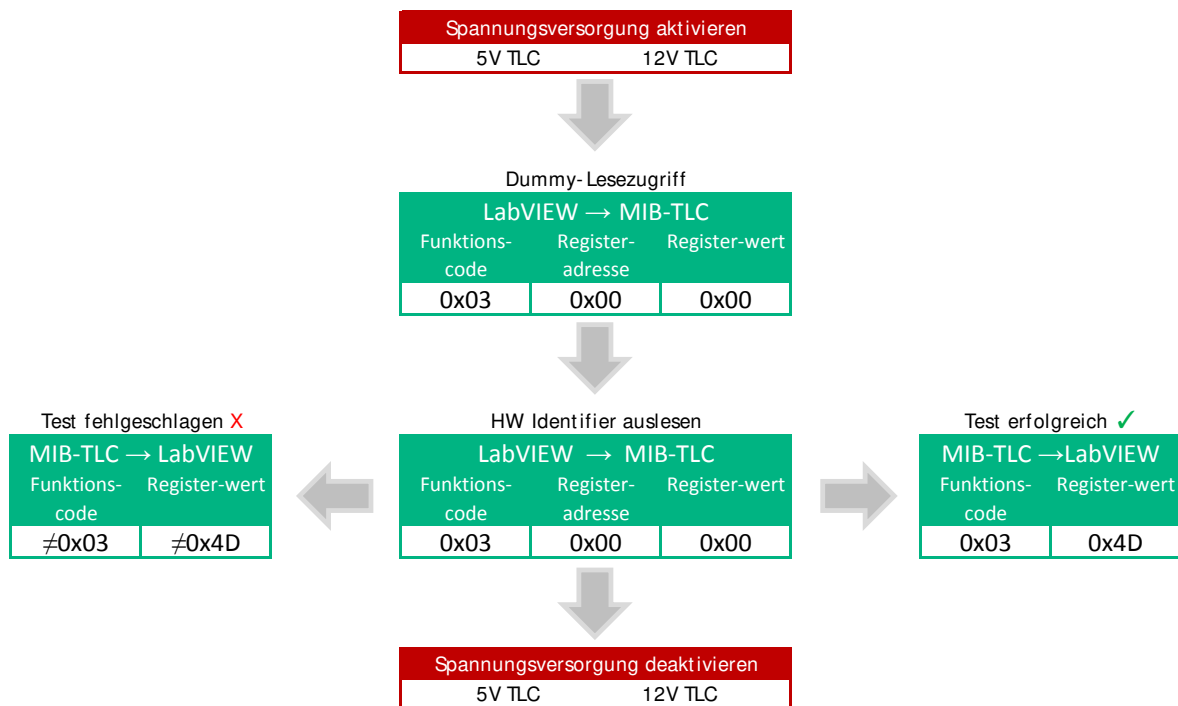 Spannungsversorgung aktivieren
5V TLC 12V TLC
Dummy-Lesezugriff
LabVIEW → MIB-TLC
Funktions- Register- Register-wert
code adresse
0x03 0x00 0x00
Test fehlgeschlagen X
MIB-TLC → LabVIEW
Funktions- Register-wert
code
≠0x03 ≠0x4D
HW Identifier auslesen
LabVIEW → MIB-TLC
Funktions- Register- Register-wert
code adresse
0x03 0x00 0x00
Test erfolgreich ✓
MIB-TLC →LabVIEW
Funktions- Register-wert
code
0x03 0x4D
Spannungsversorgung deaktivieren
5V TLC 12V TLC